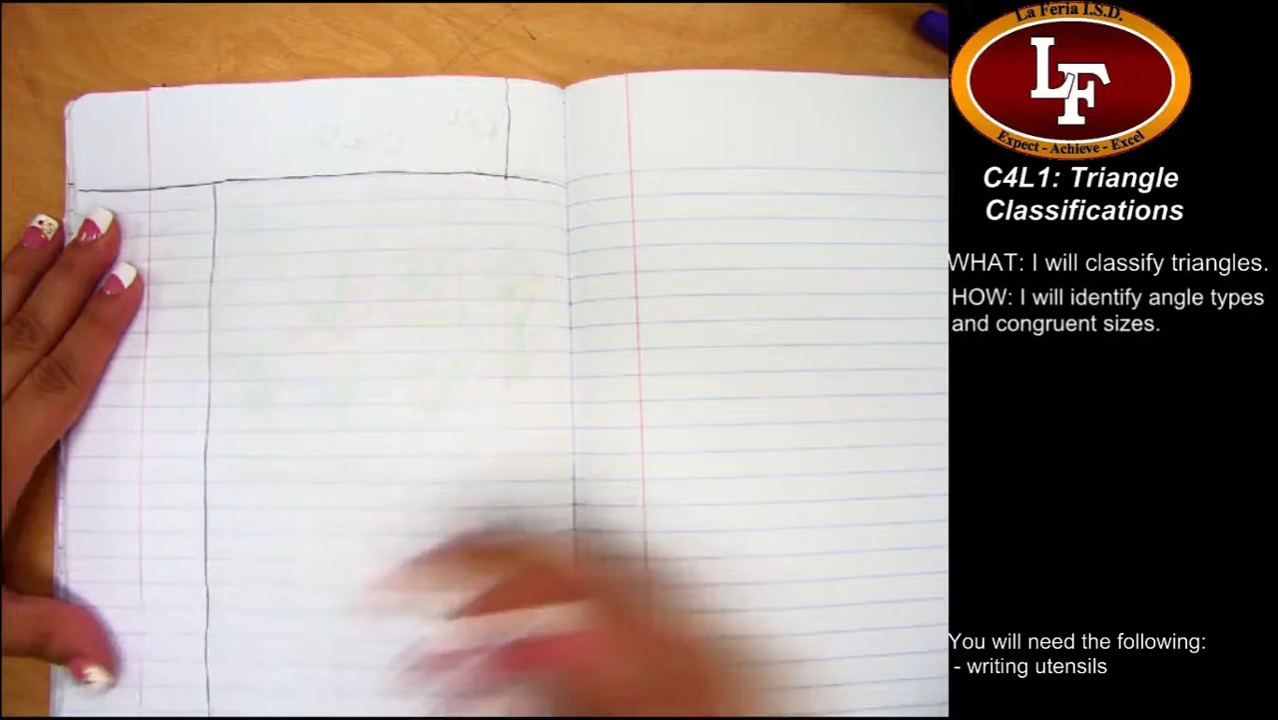 La Feria I.S.D.
LF
Expect - Achieve - Excel
C4L1: Triangle
Classifications
WHAT: I will classify triangles.
HOW: I will identify angle types
and congruent sizes.
You will need the following:
- writing utensils